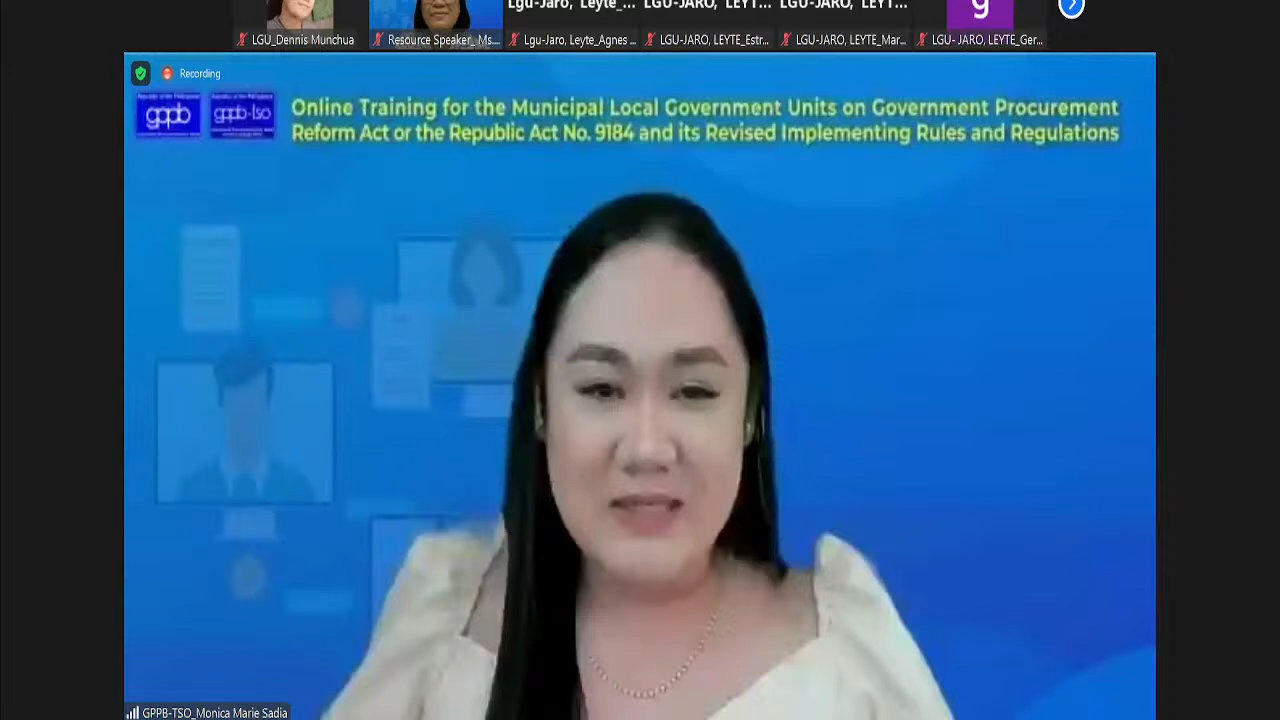 Lgu-Jaro, Leyte_... LGU-JARO, LEYT... LGU-JARO, LEYT... g
LGU_Dennis Munchua Resource Speaker_ Ms... Lgu-Jaro, Leyte_Agnes ... LGU-JARO, LEYTE_Estr... LGU-JARO, LEYTE_Mar... LGU- JARO, LEYTE_Ger...
Recording
gppb gppb-tso
Online Training for the Municipal Local Government Units on Government Procurement
Reform Act or the Republic Act No. 9184 and its Revised Implementing Rules and Regulations
GPPB-TSO_Monica Marie Sadia